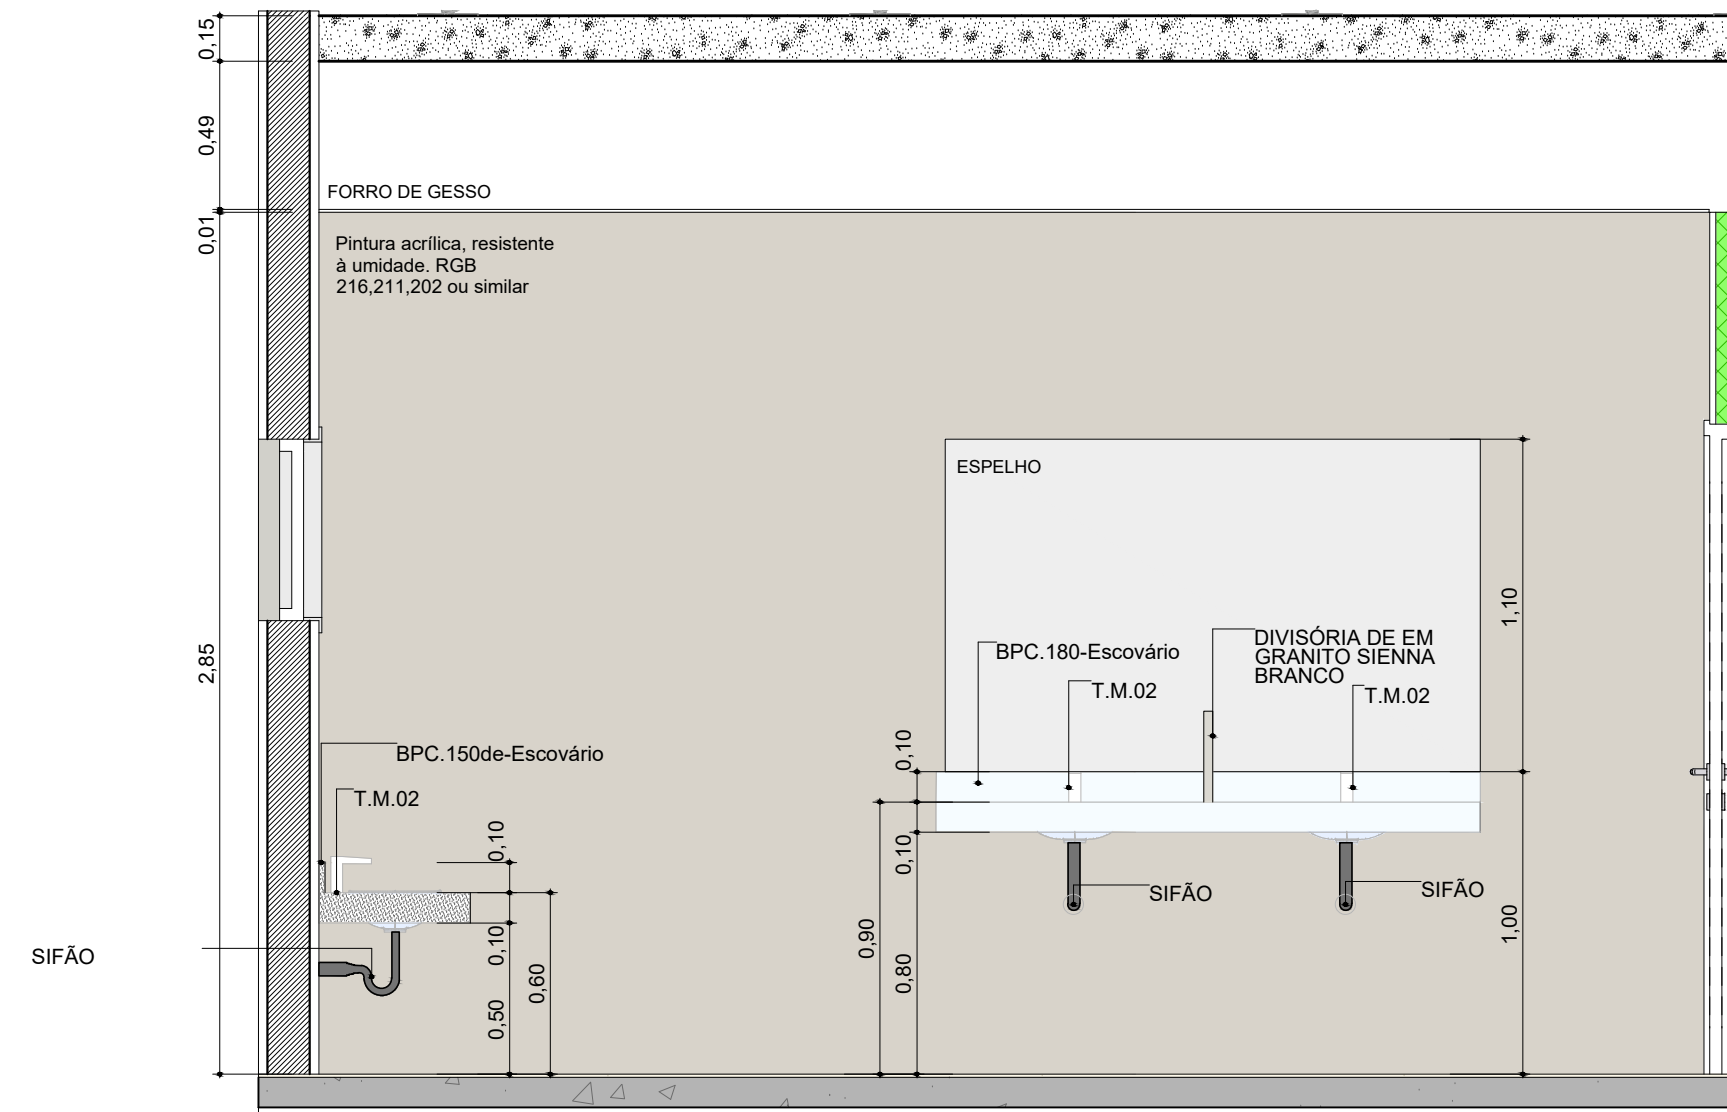 0,15
0,49
FORRO DE GESSO
0,01
Pintura acrílica, resistente
à umidade. RGB
216,211,202 ou similar
ESPELHO
1,10
DIVISÓRIA DE EM
GRANITO SIENNA
BRANCO
BPC.180-Escovário
T.M.02
T.M.02
2,85
0,10
BPC.150de-Escovário
T.M.02
0,10
0,10
SIFÃO
SIFÃO
0,90
0,80
1,00
SIFÃO
0,10
0,60
0,50